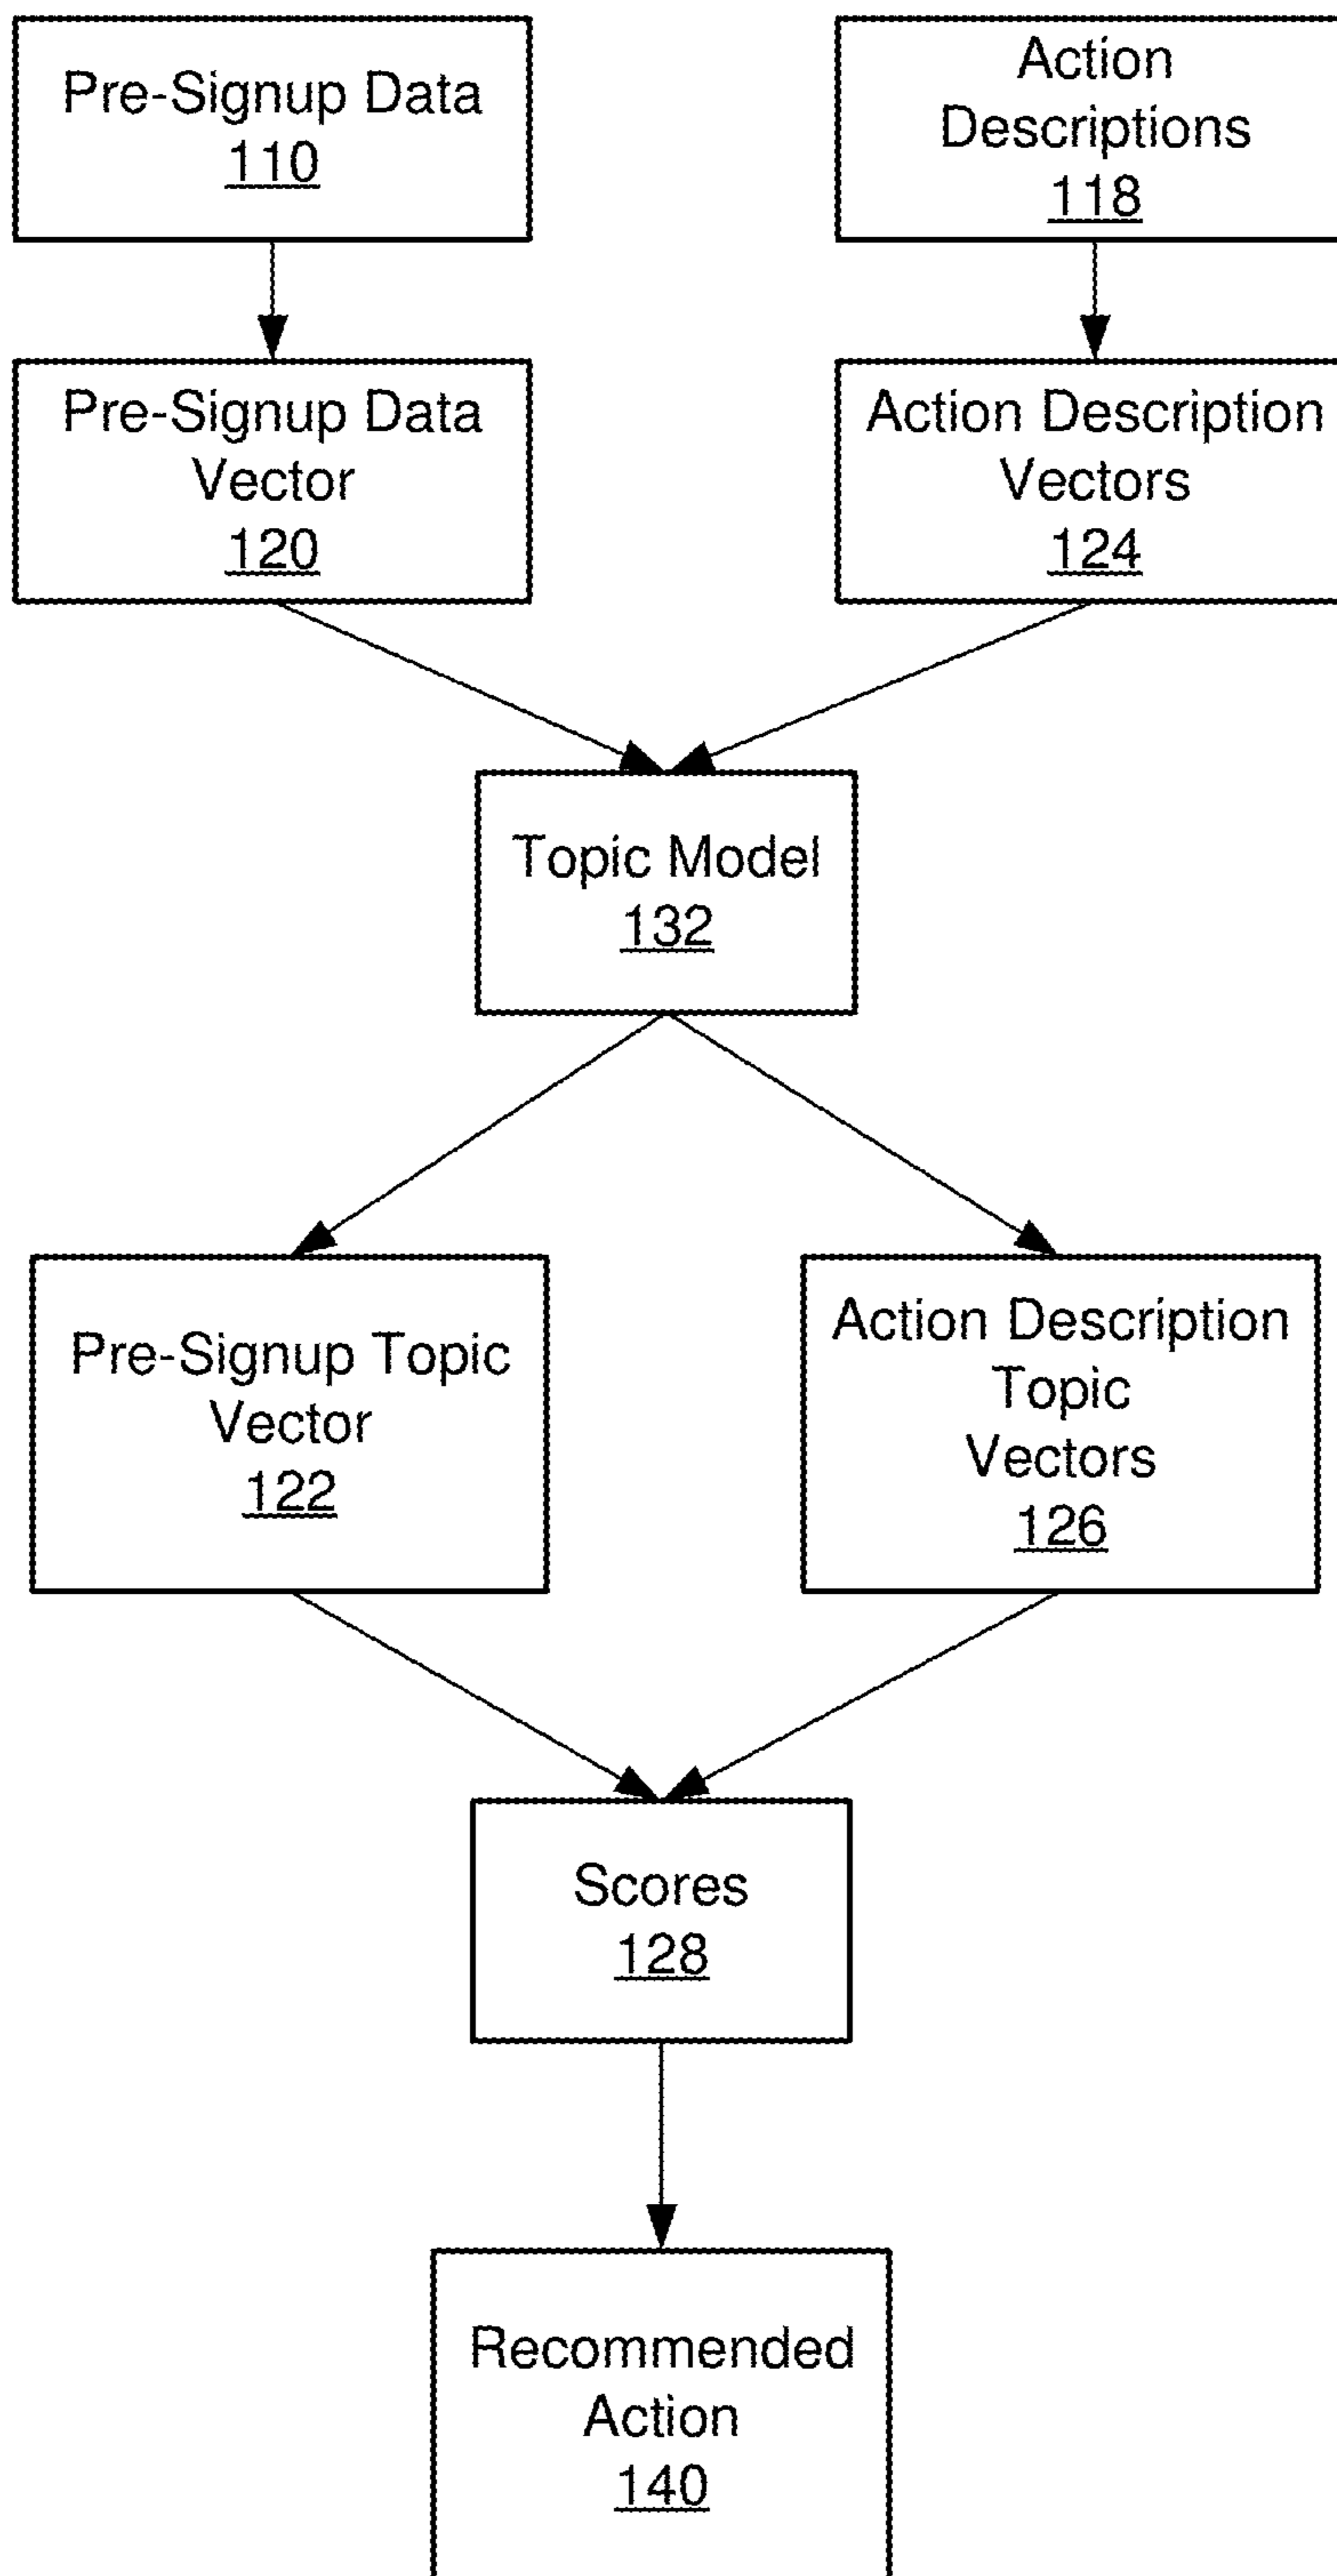 Pre-Signup Data
110
Action
Descriptions
118
Pre-Signup Data
Vector
120
Action Description
Vectors
124
Topic Model
132
Pre-Signup Topic
Vector
122
Action Description
Topic
Vectors
126
Scores
128
Recommended
Action
140